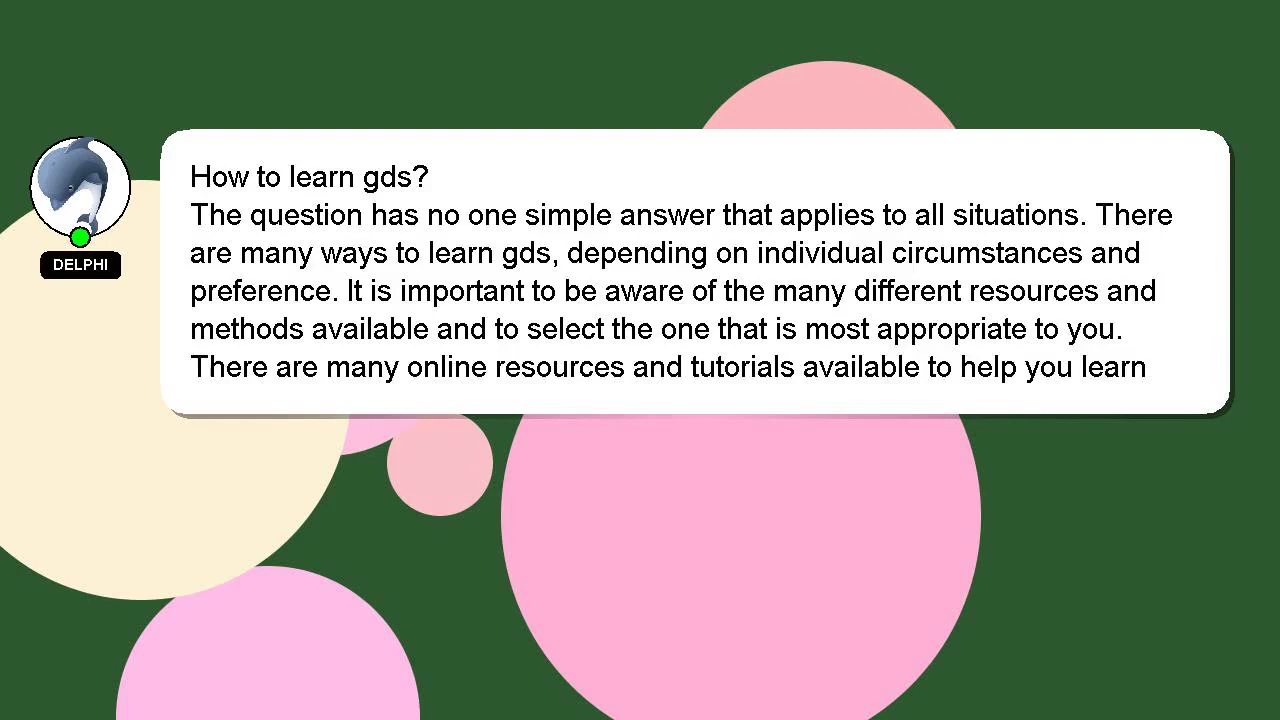 How to learn gds?
The question has no one simple answer that applies to all situations. There
are many ways to learn gds, depending on individual circumstances and
preference. It is important to be aware of the many different resources and
methods available and to select the one that is most appropriate to you.
There are many online resources and tutorials available to help you learn
DELPHI